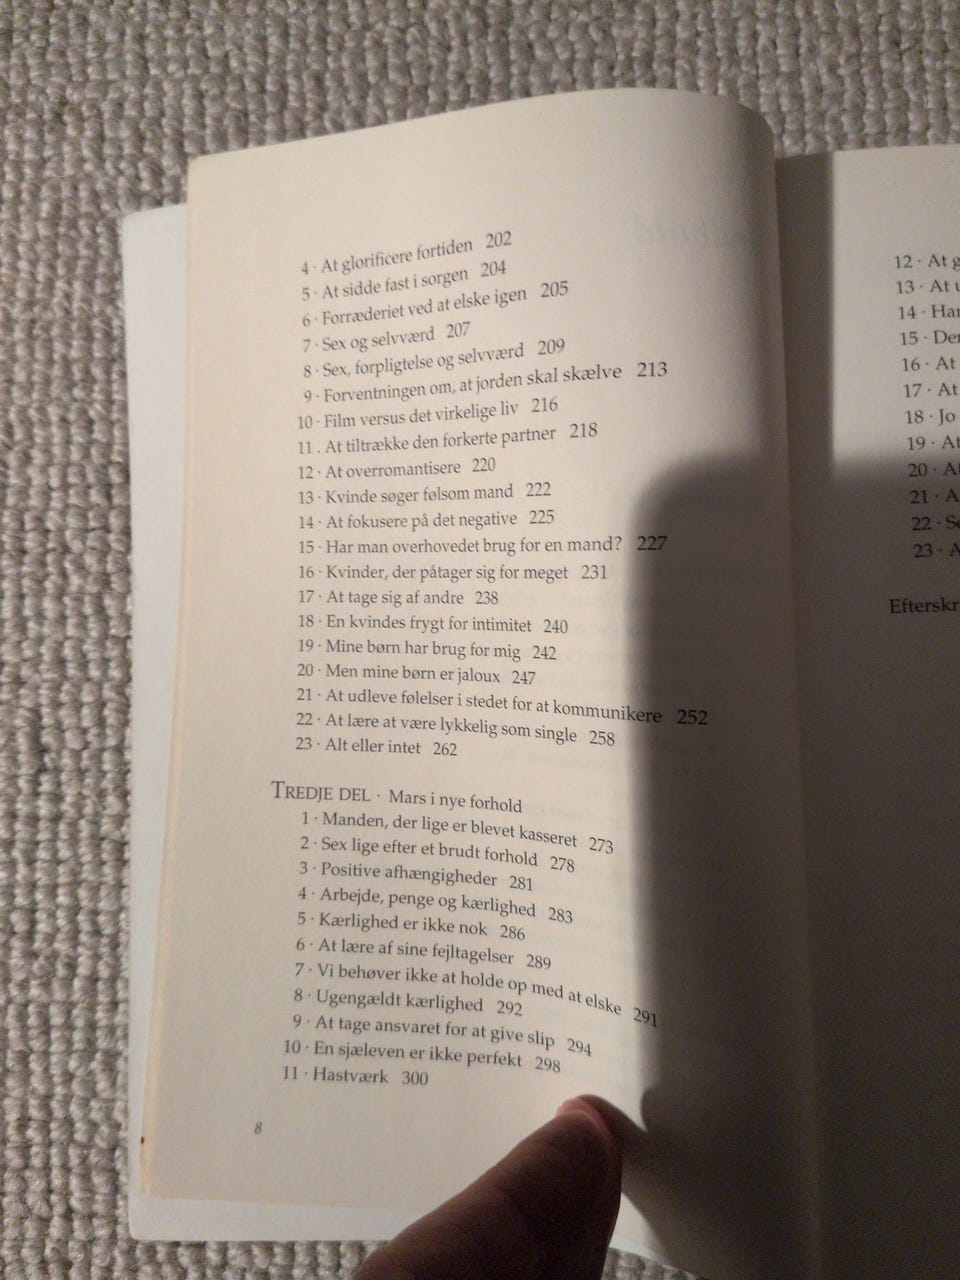 4 · At glorificere fortiden 202
5 · At sidde fast i sorgen 204
6 · Forræderiet ved at elske igen 205
7 · Sex og selvværd 207
8 · Sex, forpligtelse og selvværd 209
9 · Forventningen om, at jorden skal skælve 213
10 · Film versus det virkelige liv 216
11 . At tiltrække den forkerte partner 218
12 · At overromantisere 220
13 · Kvinde søger følsom mand 222
14 · At fokusere på det negative 225
15 · Har man overhovedet brug for en mand? 227
16 · Kvinder, der påtager sig for meget 231
17 · At tage sig af andre 238
18 · En kvindes frygt for intimitet 240
19 · Mine børn har brug for mig 242
20 · Men mine børn er jaloux 247
21 · At udleve følelser i stedet for at kommunikere 252
22 · At lære at være lykkelig som single 258
23 · Alt eller intet 262
TREDJE DEL · Mars i nye forhold
1 · Manden, der lige er blevet kasseret 273
2 · Sex lige efter et brudt forhold 278
3 · Positive afhængigheder 281
4 · Arbejde, penge og kærlighed 283
5 · Kærlighed er ikke nok 286
6 · At lære af sine fejltagelser 289
7 · Vi behøver ikke at holde op med at elske 291
8 · Ugengældt kærlighed 292
9 · At tage ansvaret for at give slip 294
10 · En sjæleven er ikke perfekt 298
11 · Hastværk 300
8
12 · At
13 · At
14 ·
15 ·
16 · At
17 · At
18 · Jo
19 · At
20 ·
21 ·
22 ·
23 ·